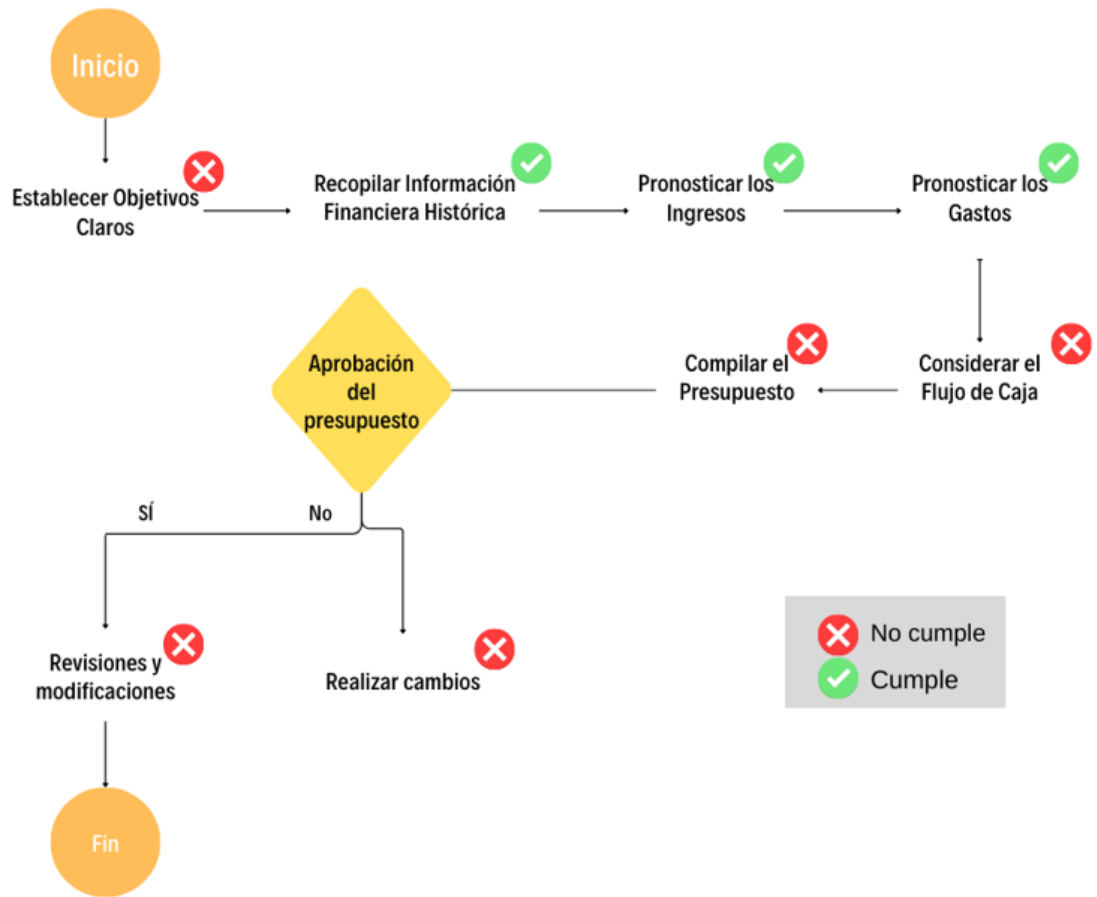 Inicio
Establecer Objetivos
Claros
Recopilar Información
Financiera Histórica
Pronosticar los
Ingresos
Pronosticar los
Gastos
Considerar el
Flujo de Caja
Compilar el
Presupuesto
Aprobación
del
presupuesto
SÍ
No
Revisiones y
modificaciones
Realizar cambios
Fin
No cumple
Cumple